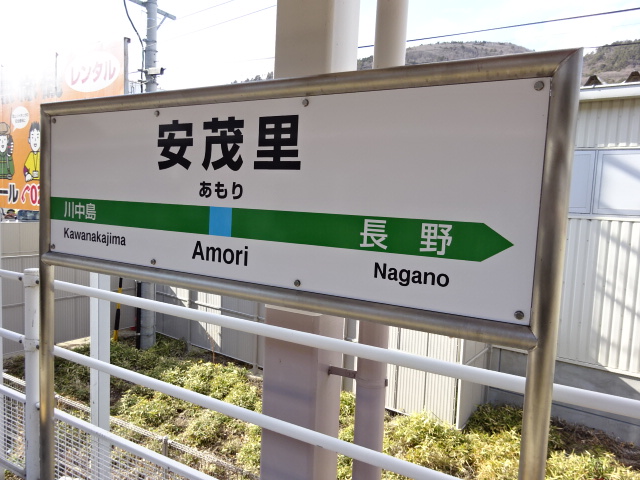 安茂里
あもり
川中島
長野
Kawanakajima
Amori
Nagano
レンタル